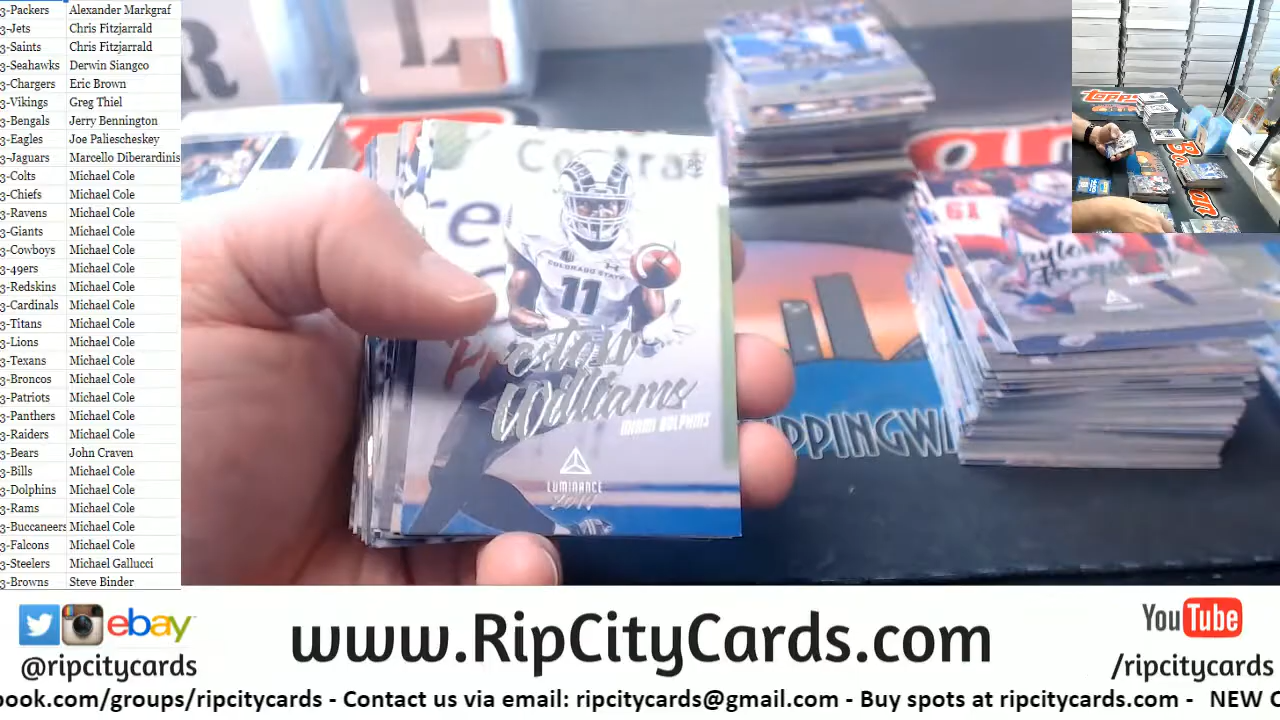 3-Packers Alexander Markgraf
3-Jets Chris Fitzjarrald
3-Saints Chris Fitzjarrald
3-Seahawks Derwin Siangco
3-Chargers Eric Brown
3-Vikings Greg Thiel
3-Bengals Jerry Bennington
3-Eagles Joe Paliescheskey
3-Jaguars Marcello Diberardinis
3-Colts Michael Cole
3-Chiefs Michael Cole
3-Ravens Michael Cole
3-Giants Michael Cole
3-Cowboys Michael Cole
3-49ers Michael Cole
3-Redskins Michael Cole
3-Cardinals Michael Cole
3-Titans Michael Cole
3-Lions Michael Cole
3-Texans Michael Cole
3-Broncos Michael Cole
3-Patriots Michael Cole
3-Panthers Michael Cole
3-Raiders Michael Cole
3-Bears John Craven
3-Bills Michael Cole
3-Dolphins Michael Cole
3-Rams Michael Cole
3-Buccaneers Michael Cole
3-Falcons Michael Cole
3-Steelers Michael Gallucci
3-Browns Steve Binder
COLORADO STATE
11
Preston
Williams
MIAMI DOLPHINS
LUMINANCE
2019
61
Topps
ebay
@ripcitycards
www.RipCityCards.com
YouTube
/ripcitycards
book.com/groups/ripcitycards - Contact us via email: ripcitycards@gmail.com - Buy spots at ripcitycards.com - NEW